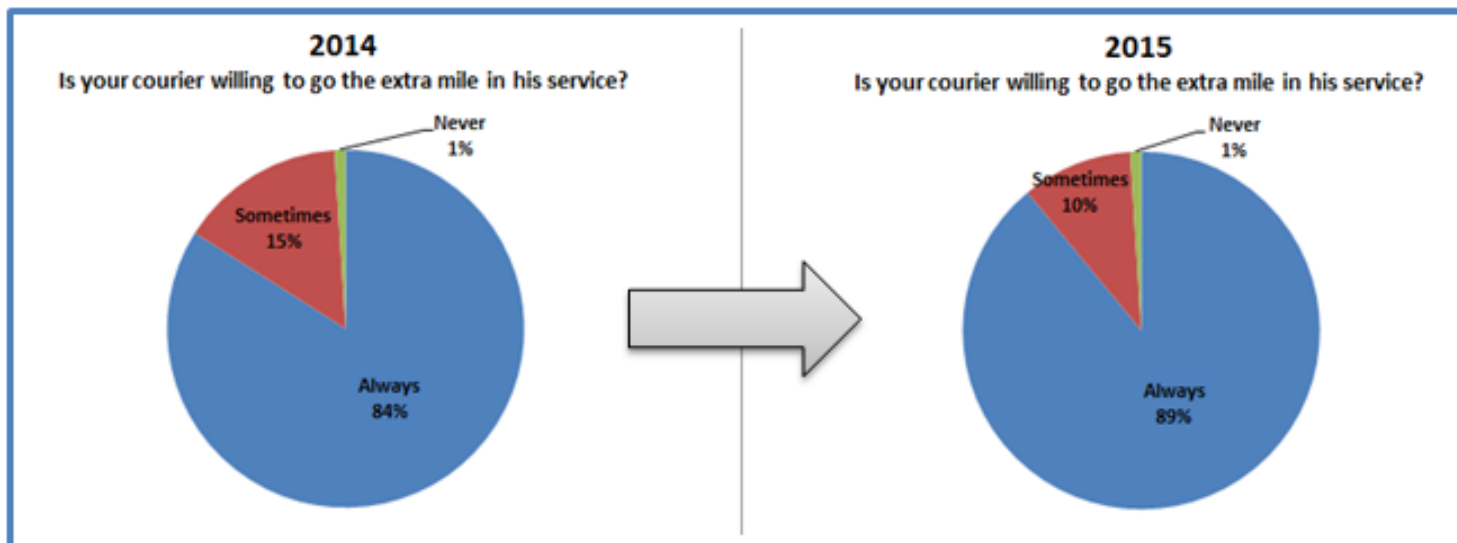 2014
Is your courier willing to go the extra mile in his service?
Never
1%
Sometimes
15%
Always
84%
2015
Is your courier willing to go the extra mile in his service?
Never
1%
Sometimes
10%
Always
89%